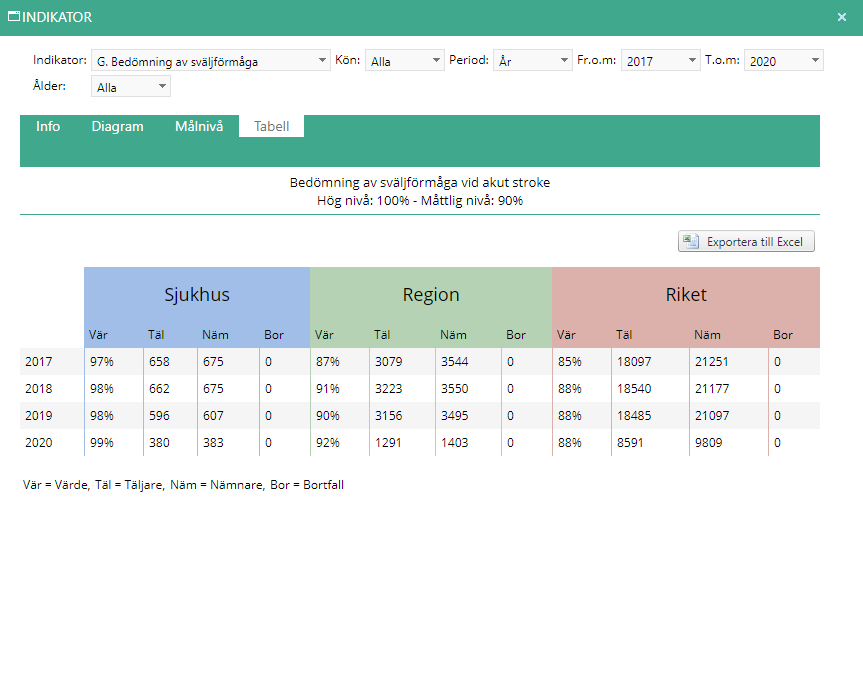 INDIKATOR ×
Indikator: G. Bedömning av sväljförmåga Kön: Alla Period: År Fr.o.m: 2017 T.o.m: 2020
Ålder: Alla
Info Diagram Målnivå Tabell
Bedömning av sväljförmåga vid akut stroke
Hög nivå: 100% - Måttlig nivå: 90%
Exportera till Excel
Sjukhus Region Riket
Vär Täl Näm Bor Vär Täl Näm Bor Vär Täl Näm Bor
2017 97% 658 675 0 87% 3079 3544 0 85% 18097 21251 0
2018 98% 662 675 0 91% 3223 3550 0 88% 18540 21177 0
2019 98% 596 607 0 90% 3156 3495 0 88% 18485 21097 0
2020 99% 380 383 0 92% 1291 1403 0 88% 8591 9809 0
Vär = Värde, Täl = Täljare, Näm = Nämnare, Bor = Bortfall